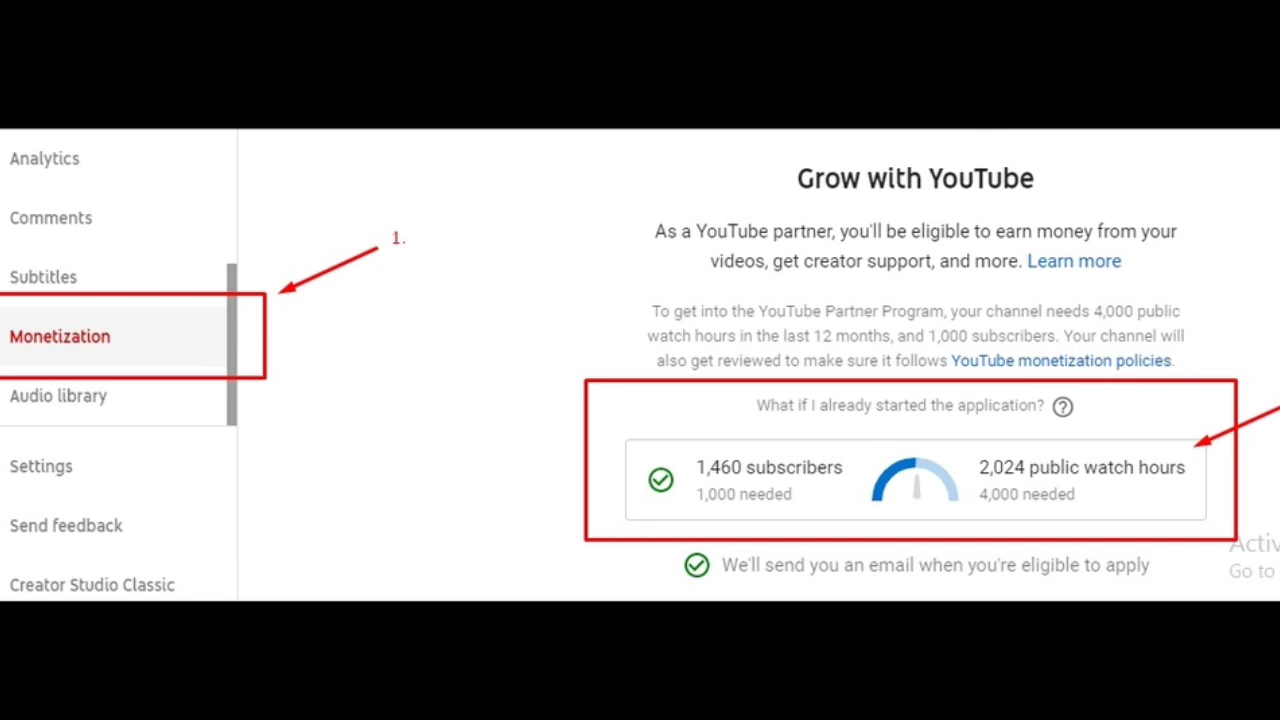 Analytics
Comments
Subtitles
Monetization
Audio library
Settings
Send feedback
Creator Studio Classic
1.
Grow with YouTube
As a YouTube partner, you'll be eligible to earn money from your
videos, get creator support, and more. Learn more
To get into the YouTube Partner Program, your channel needs 4,000 public
watch hours in the last 12 months, and 1,000 subscribers. Your channel will
also get reviewed to make sure it follows YouTube monetization policies.
What if I already started the application? ?
1,460 subscribers
1,000 needed
2,024 public watch hours
4,000 needed
We'll send you an email when you're eligible to apply
Activ
Go to